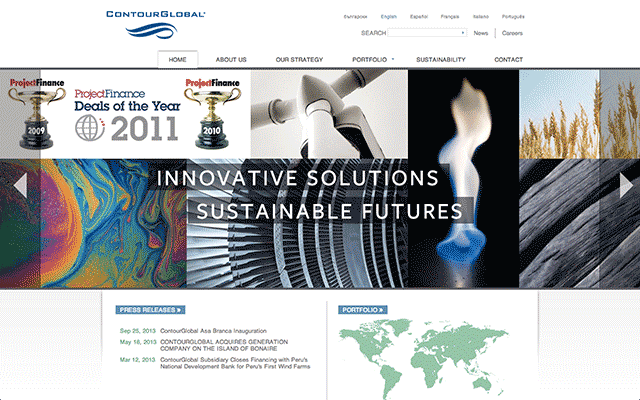 CONTOURGLOBAL
English Español Français Italiano Português
SEARCH News Careers
HOME ABOUT US OUR STRATEGY PORTFOLIO SUSTAINABILITY CONTACT
ProjectFinance
2009
ProjectFinance
Deals of the Year
2011
ProjectFinance
2010
INNOVATIVE SOLUTIONS
SUSTAINABLE FUTURES
PRESS RELEASES
Sep 25, 2013 ContourGlobal Asa Branca Inauguration
May 16, 2013 CONTOURGLOBAL ACQUIRES GENERATION
COMPANY ON THE ISLAND OF BONAIRE
Mar 12, 2013 ContourGlobal Subsidiary Closes Financing with Peru's
National Development Bank for Peru's First Wind Farms
PORTFOLIO